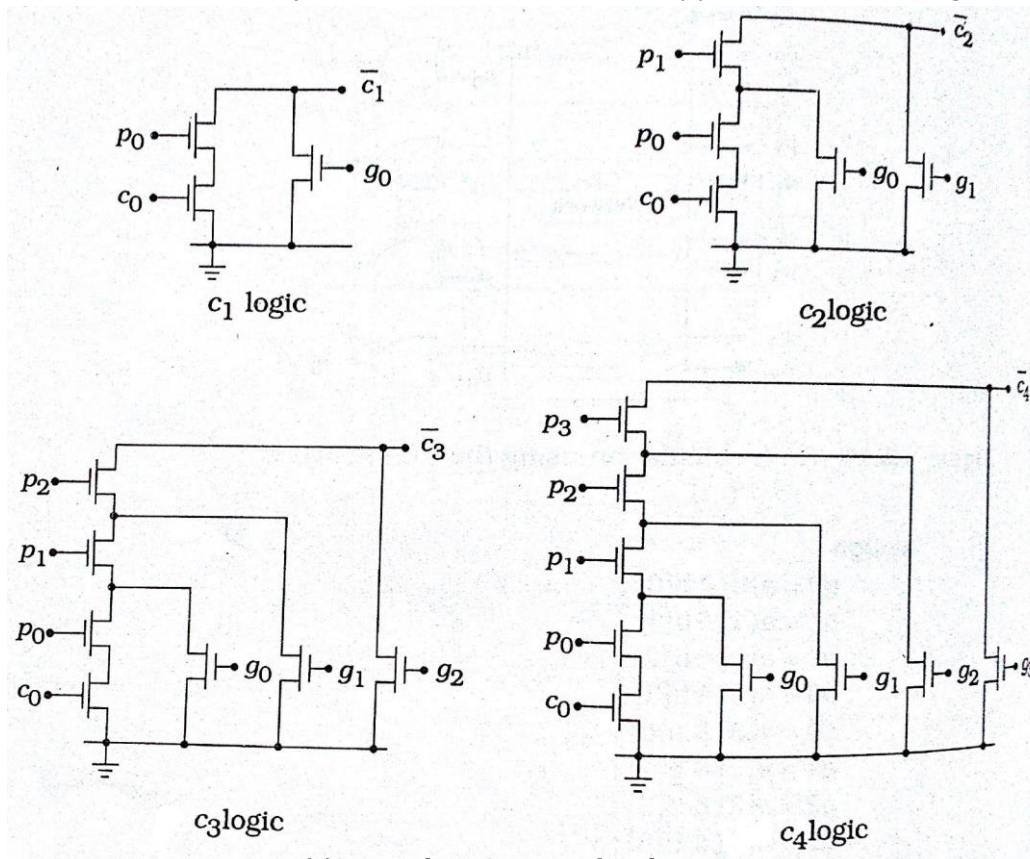 c̅₁
p₀
c₀
g₀
c₁ logic
c̅₂
p₁
p₀
c₀
g₀
g₁
c₂logic
c̅₃
p₂
p₁
p₀
c₀
g₀
g₁
g₂
c₃logic
c̅₄
p₃
p₂
p₁
p₀
c₀
g₀
g₁
g₂
c₄logic